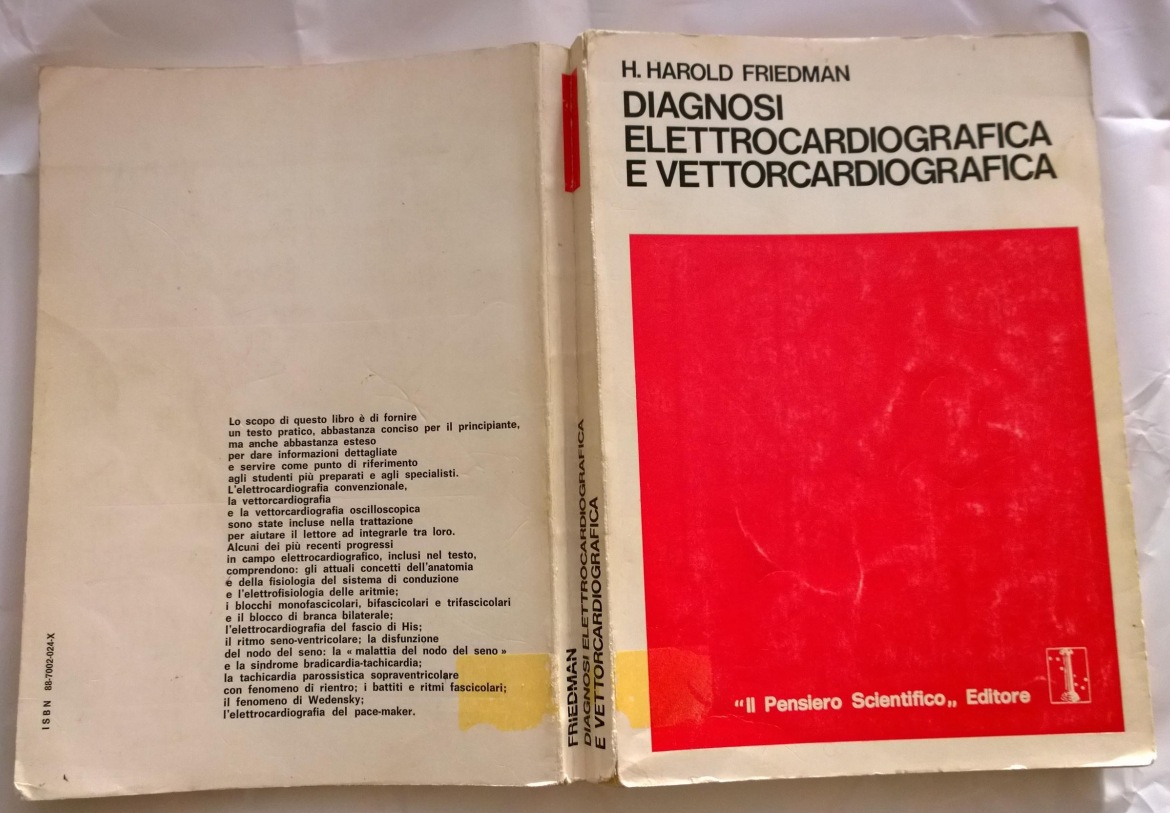 Lo scopo di questo libro è di fornire
un testo pratico, abbastanza conciso per il principiante,
ma anche abbastanza esteso
per dare informazioni dettagliate
e servire come punto di riferimento
agli studenti più preparati e agli specialisti.
L'elettrocardiografia convenzionale,
la vettorcardiografia
e la vettorcardiografia oscilloscopica
sono state incluse nella trattazione
per aiutare il lettore ad integrarle tra loro.
Alcuni dei più recenti progressi
in campo elettrocardiografico, inclusi nel testo,
comprendono: gli attuali concetti dell'anatomia
e della fisiologia del sistema di conduzione
e l'elettrofisiologia delle aritmie;
i blocchi monofascicolari, bifascicolari e trifascicolari
e il blocco di branca bilaterale;
l'elettrocardiografia del fascio di His;
il ritmo seno-ventricolare; la disfunzione
del nodo del seno: la « malattia del nodo del seno »
e la sindrome bradicardia-tachicardia;
la tachicardia parossistica sopraventricolare
con fenomeno di rientro; i battiti e ritmi fascicolari;
il fenomeno di Wedensky;
l'elettrocardiografia del pace-maker.
ISBN 88-7002-024-X
FRIEDMAN
DIAGNOSI ELETTROCARDIOGRAFICA
E VETTORCARDIOGRAFICA
H. HAROLD FRIEDMAN
DIAGNOSI
ELETTROCARDIOGRAFICA
E VETTORCARDIOGRAFICA
“Il Pensiero Scientifico„ Editore